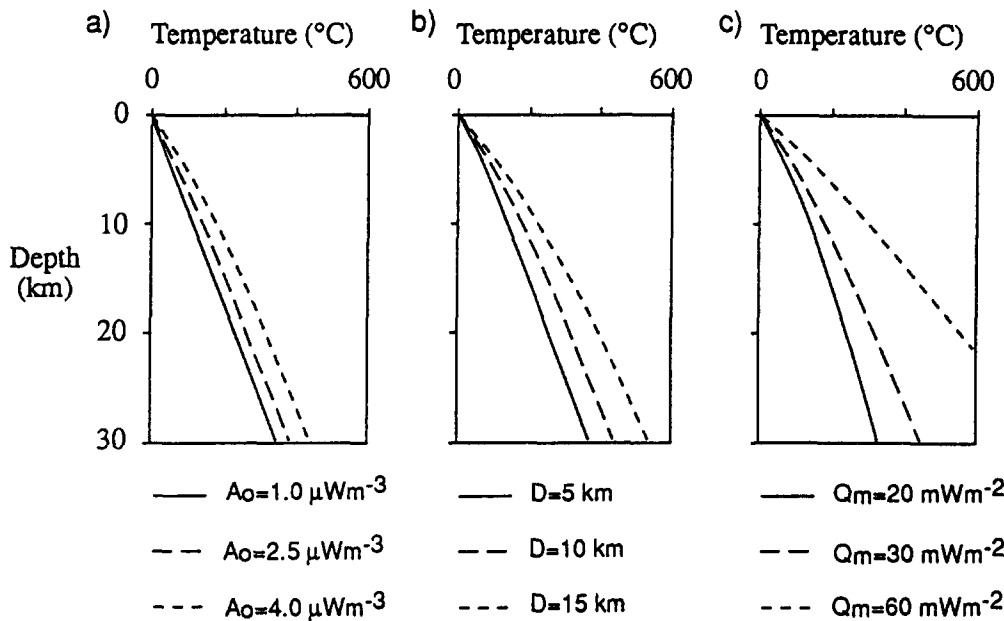 a) Temperature (°C) b) Temperature (°C) c) Temperature (°C)
0 600 0 600 0 600
0
10
Depth
(km)
20
30
Ao=1.0 µWm-3 D=5 km Qm=20 mWm-2
Ao=2.5 µWm-3 D=10 km Qm=30 mWm-2
Ao=4.0 µWm-3 D=15 km Qm=60 mWm-2